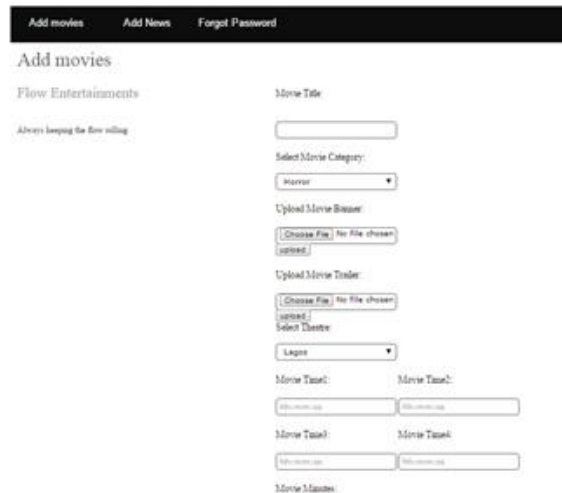 Add movies Add News Forgot Password
Add movies
Flow Entertainments
Always keeping the flow rolling
Movie Title:
Select Movie Category:
Horror
Upload Movie Banner:
Choose File No file chosen
upload
Upload Movie Trailer:
Choose File No file chosen
upload
Select Theatre:
Lagos
Movie Time1: Movie Time2:
Movie Time3: Movie Time4:
Movie Minutes: